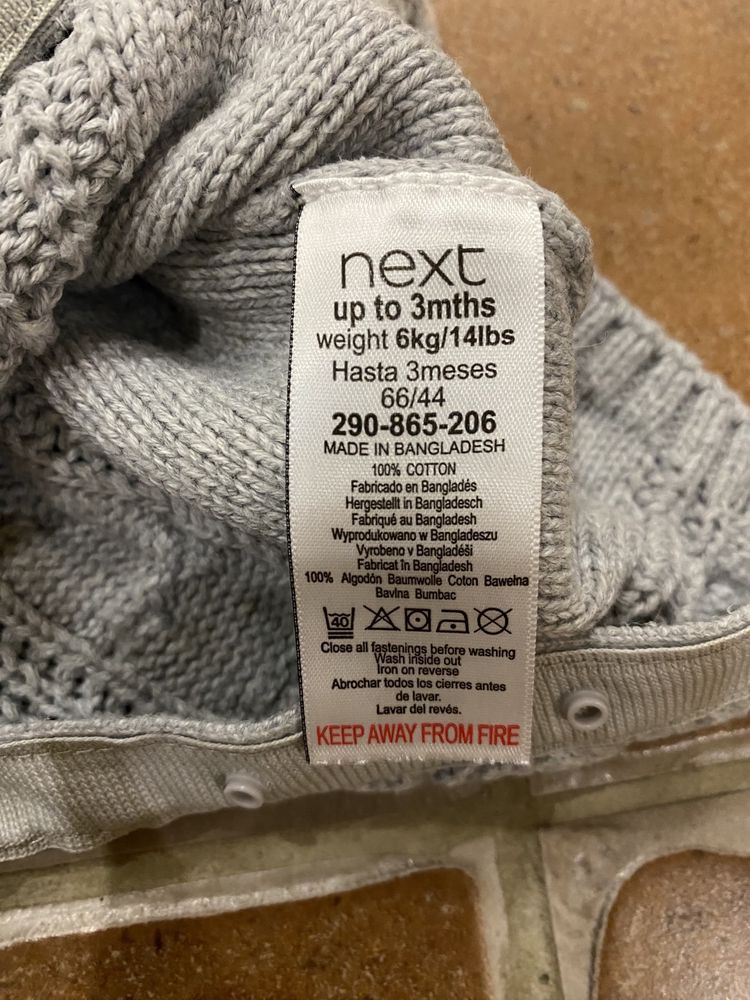 next
up to 3mths
weight 6kg/14lbs
Hasta 3meses
66/44
290-865-206
MADE IN BANGLADESH
100% COTTON
Fabricado en Bangladés
Hergestellt in Bangladesch
Fabriqué au Bangladesh
Wyprodukowano w Bangladeszu
Vyrobeno v Bangladéši
Fabricat în Bangladesh
100% Algodón Baumwolle Coton Bawełna
Bavlna Bumbac
40
Close all fastenings before washing
Wash inside out
Iron on reverse
Abrochar todos los cierres antes
de lavar.
Lavar del revés.
KEEP AWAY FROM FIRE